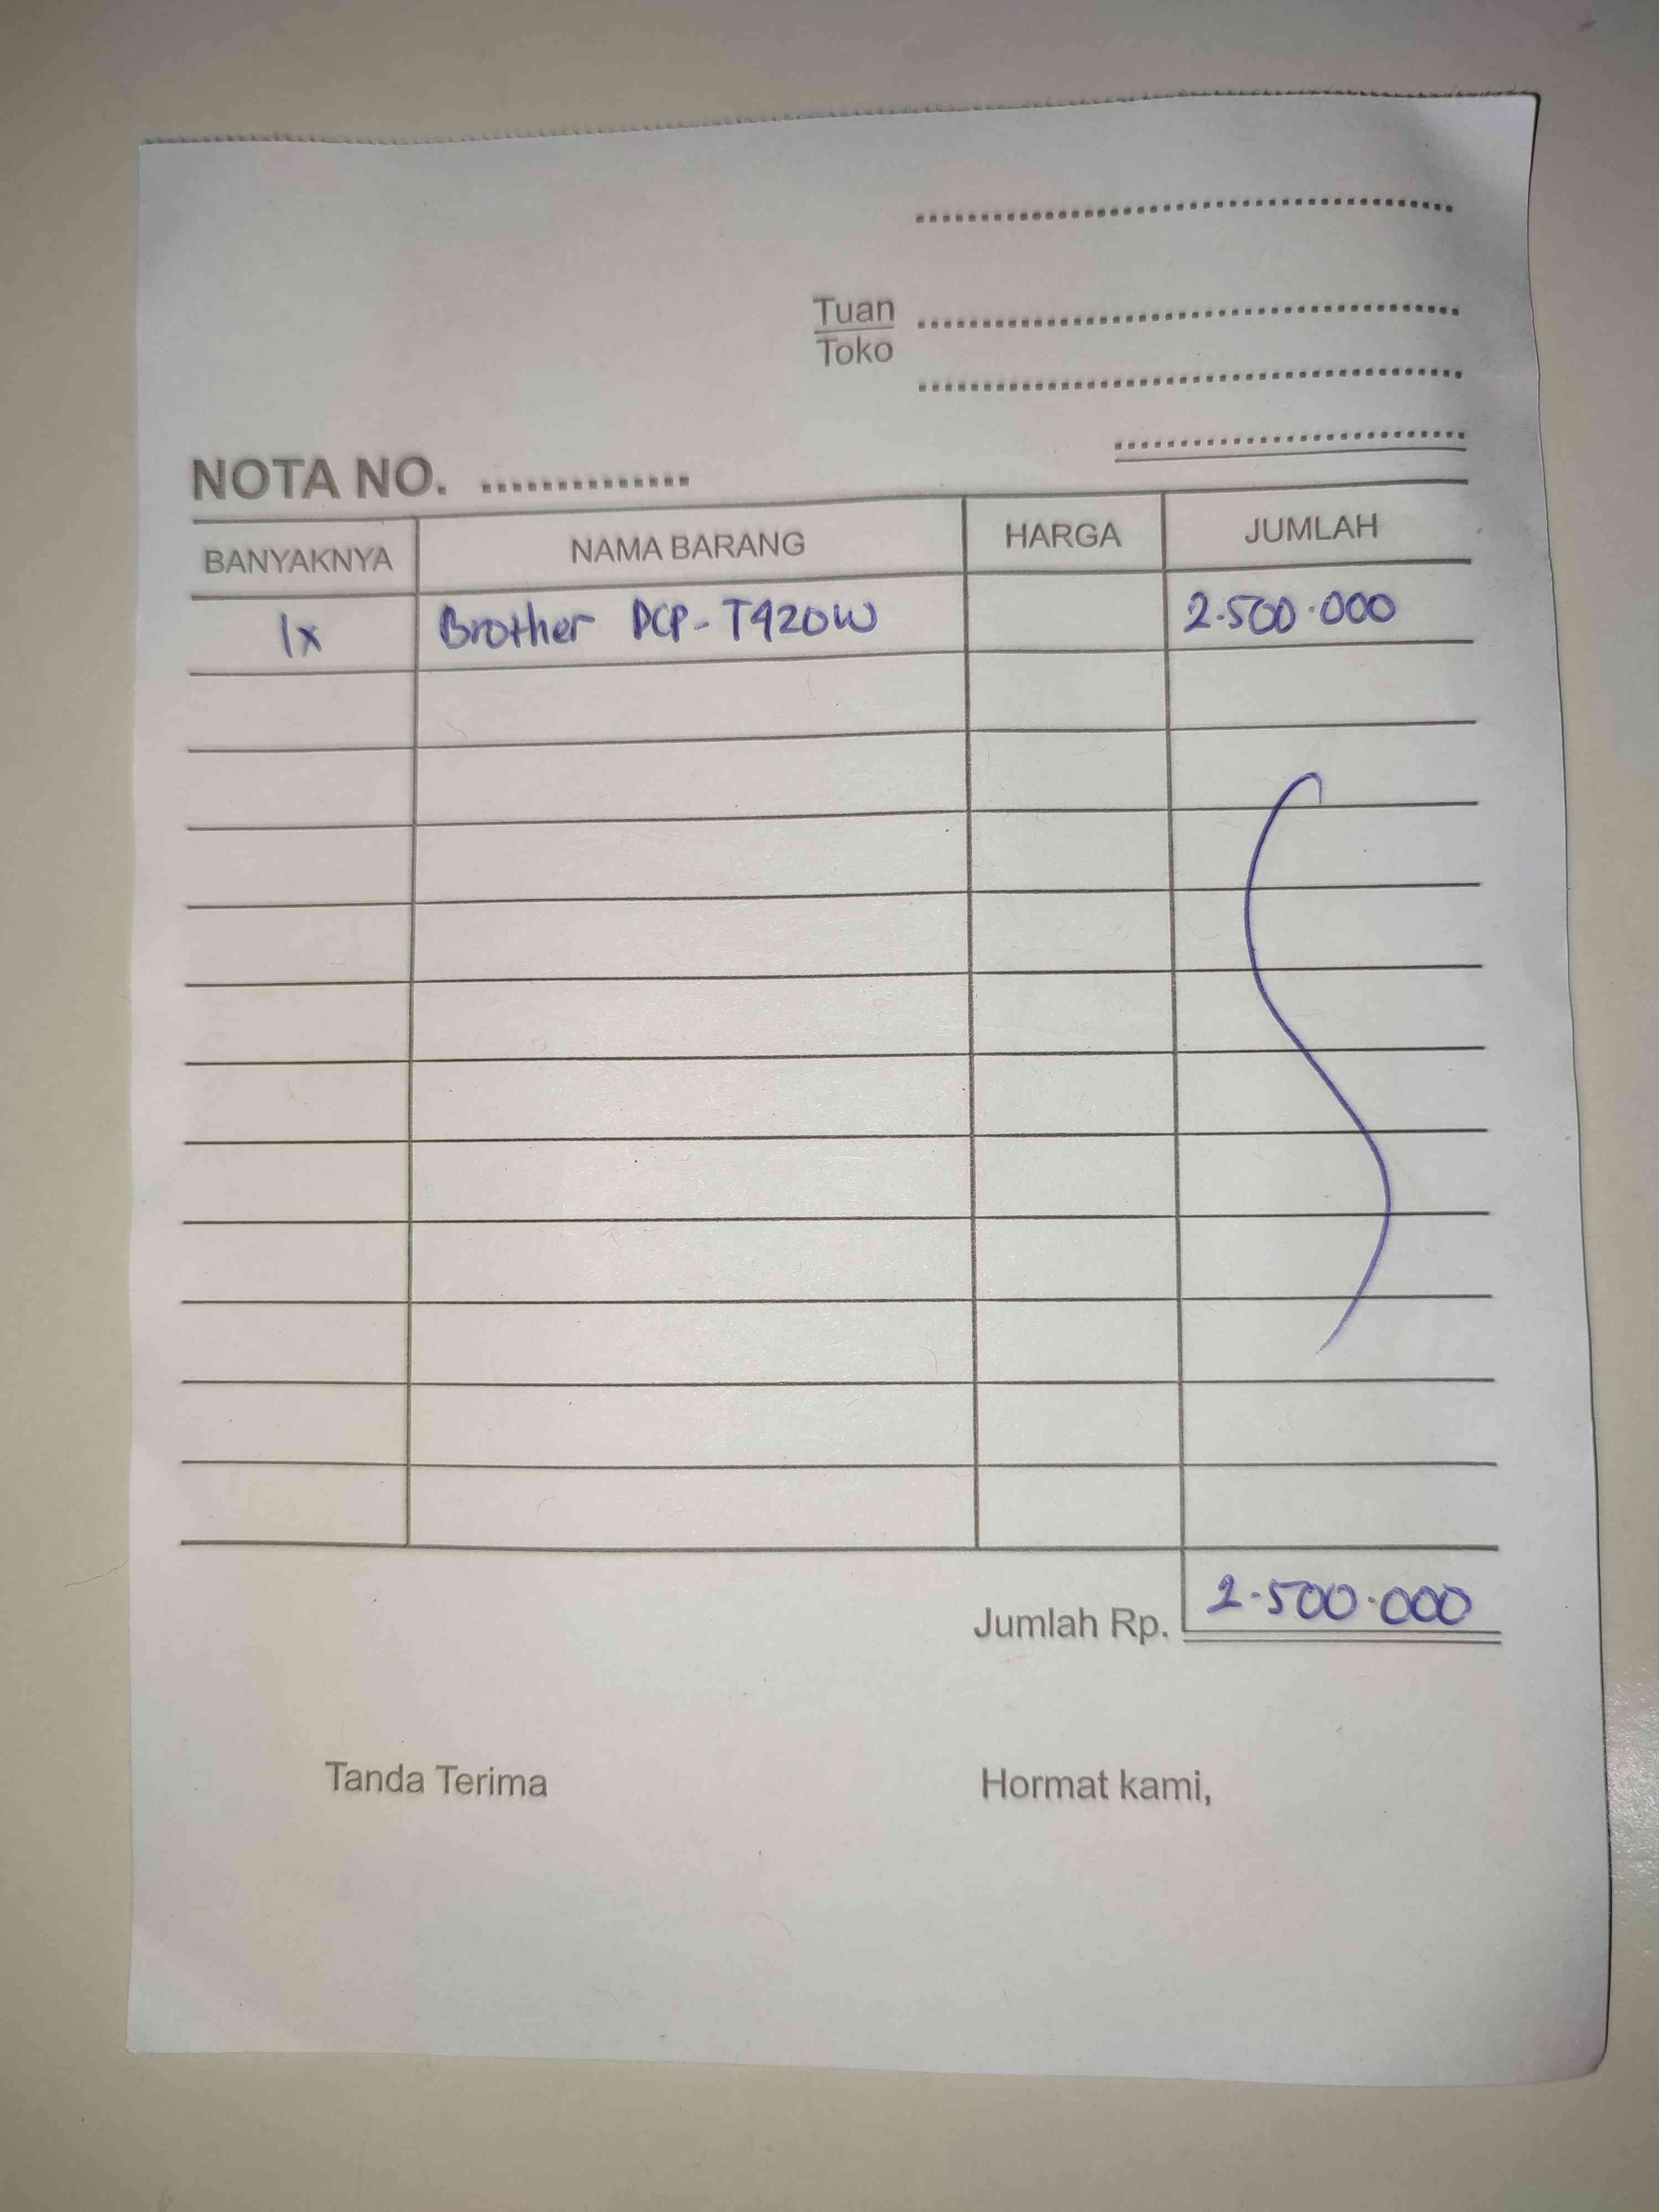 Tuan
Toko
NOTA NO. ..............
BANYAKNYA NAMA BARANG HARGA JUMLAH
1x Brother DCP-T420W 2.500.000
Jumlah Rp. 2.500.000
Tanda Terima Hormat kami,